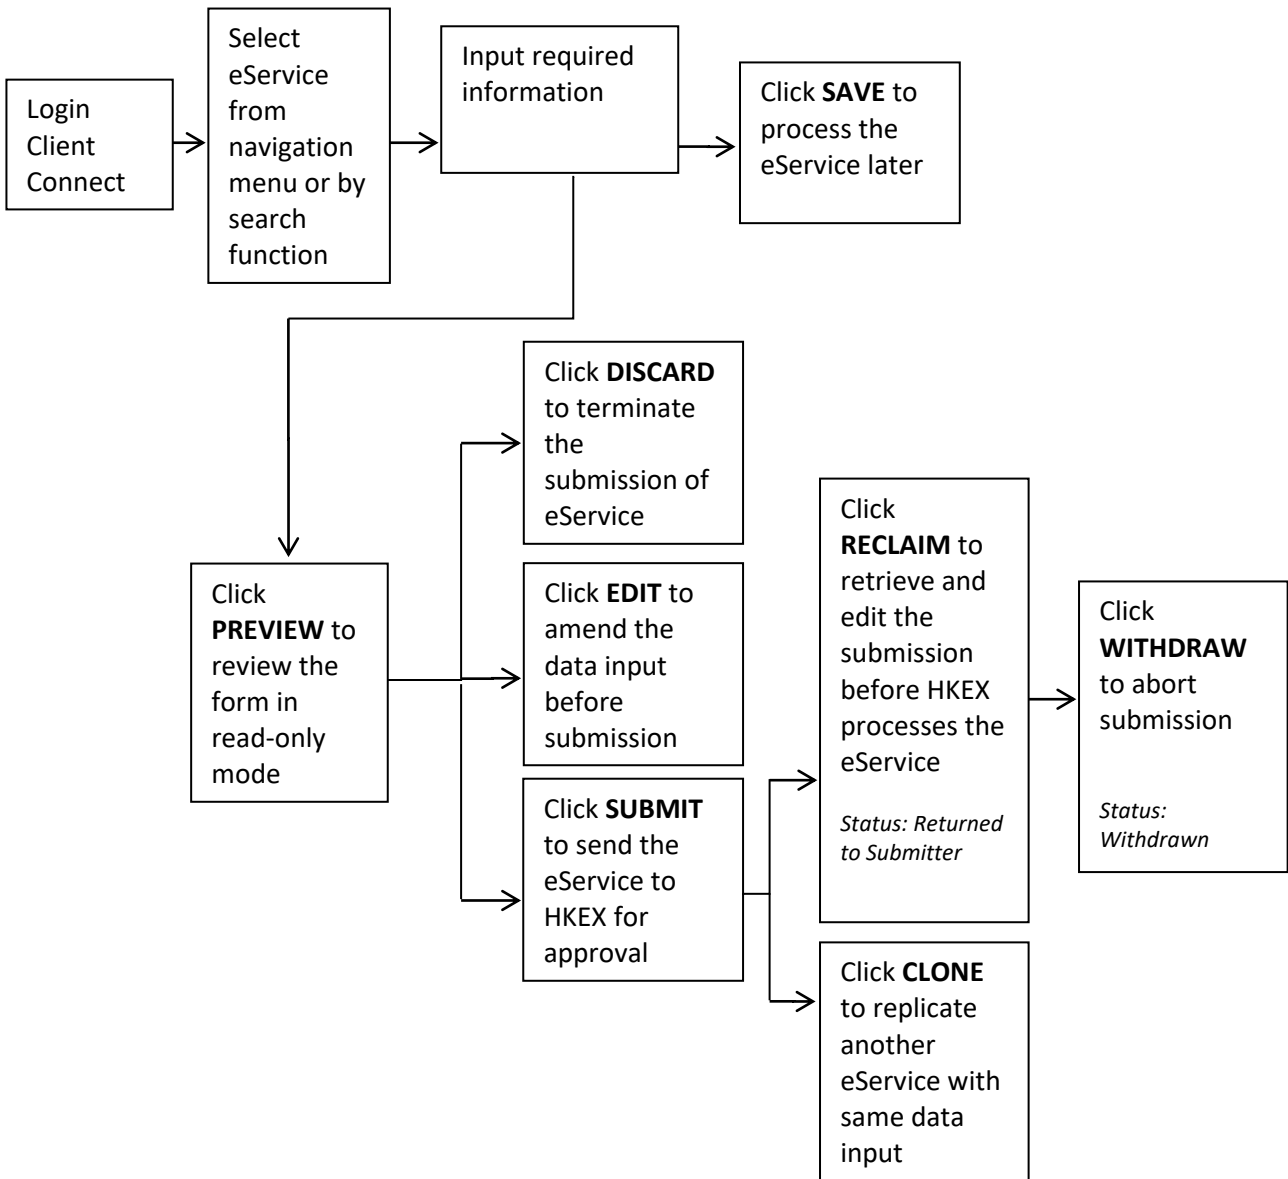 Login
Client
Connect
Select
eService
from
navigation
menu or by
search
function
Input required
information
Click SAVE to
process the
eService later
Click DISCARD
to terminate
the
submission of
eService
Click
PREVIEW to
review the
form in
read-only
mode
Click EDIT to
amend the
data input
before
submission
Click SUBMIT
to send the
eService to
HKEX for
approval
Click
RECLAIM to
retrieve and
edit the
submission
before HKEX
processes the
eService
Status: Returned
to Submitter
Click
WITHDRAW
to abort
submission
Status:
Withdrawn
Click CLONE
to replicate
another
eService with
same data
input